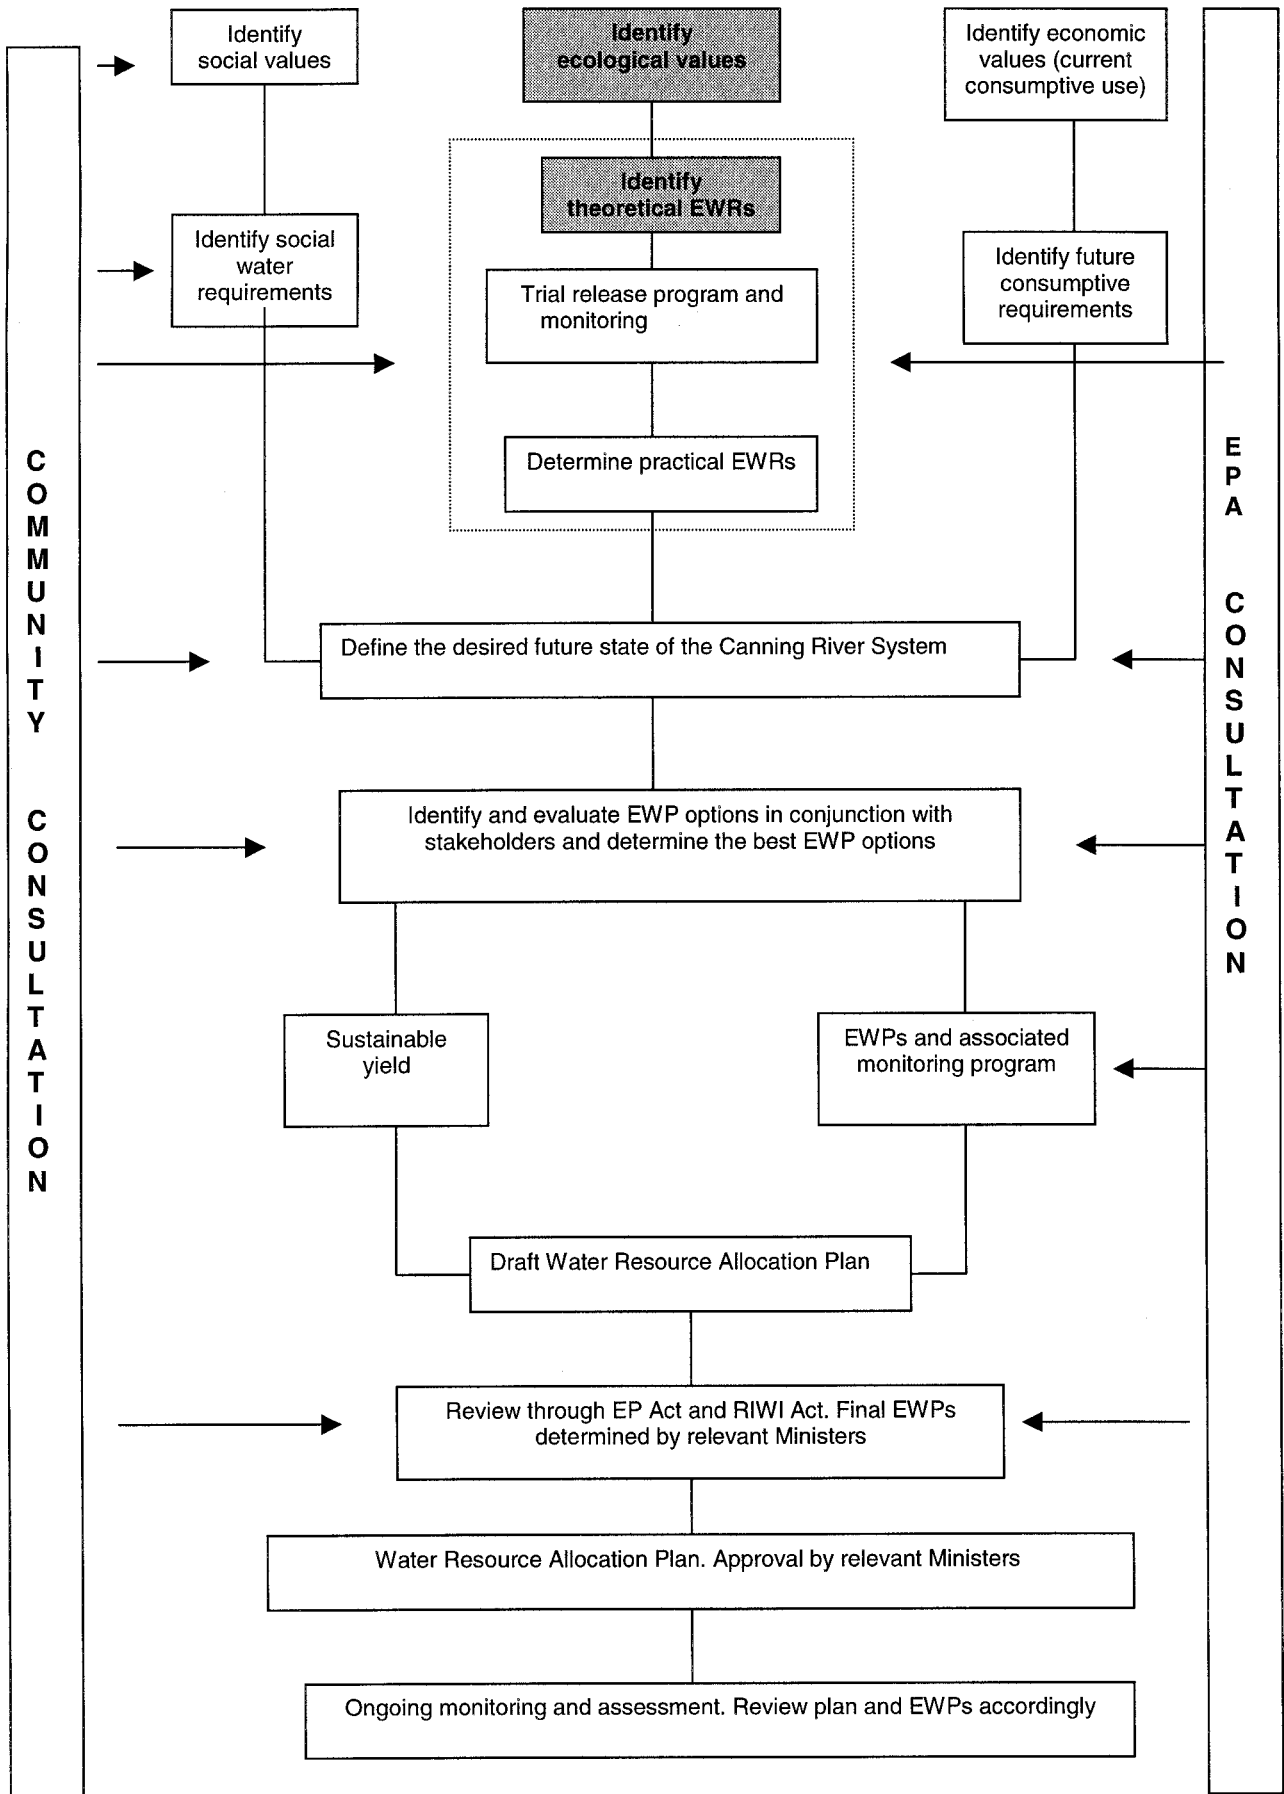 Identify
social values
Identify
ecological values
Identify economic
values (current
consumptive use)
Identify
theoretical EWRs
Identify social
water
requirements
Identify future
consumptive
requirements
Trial release program and
monitoring
Determine practical EWRs
COMMUNITY CONSULTATION
EPA CONSULTATION
Define the desired future state of the Canning River System
Identify and evaluate EWP options in conjunction with
stakeholders and determine the best EWP options
Sustainable
yield
EWPs and associated
monitoring program
Draft Water Resource Allocation Plan
Review through EP Act and RIWI Act. Final EWPs
determined by relevant Ministers
Water Resource Allocation Plan. Approval by relevant Ministers
Ongoing monitoring and assessment. Review plan and EWPs accordingly